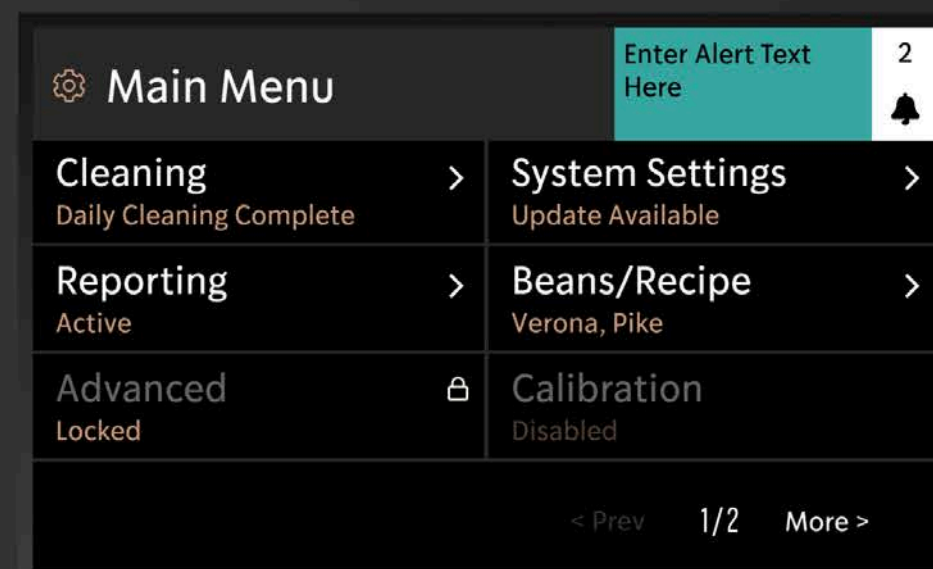 Main Menu
Enter Alert Text
Here
2
Cleaning
Daily Cleaning Complete
System Settings
Update Available
Reporting
Active
Beans/Recipe
Verona, Pike
Advanced
Locked
Calibration
Disabled
< Prev
1/2
More >